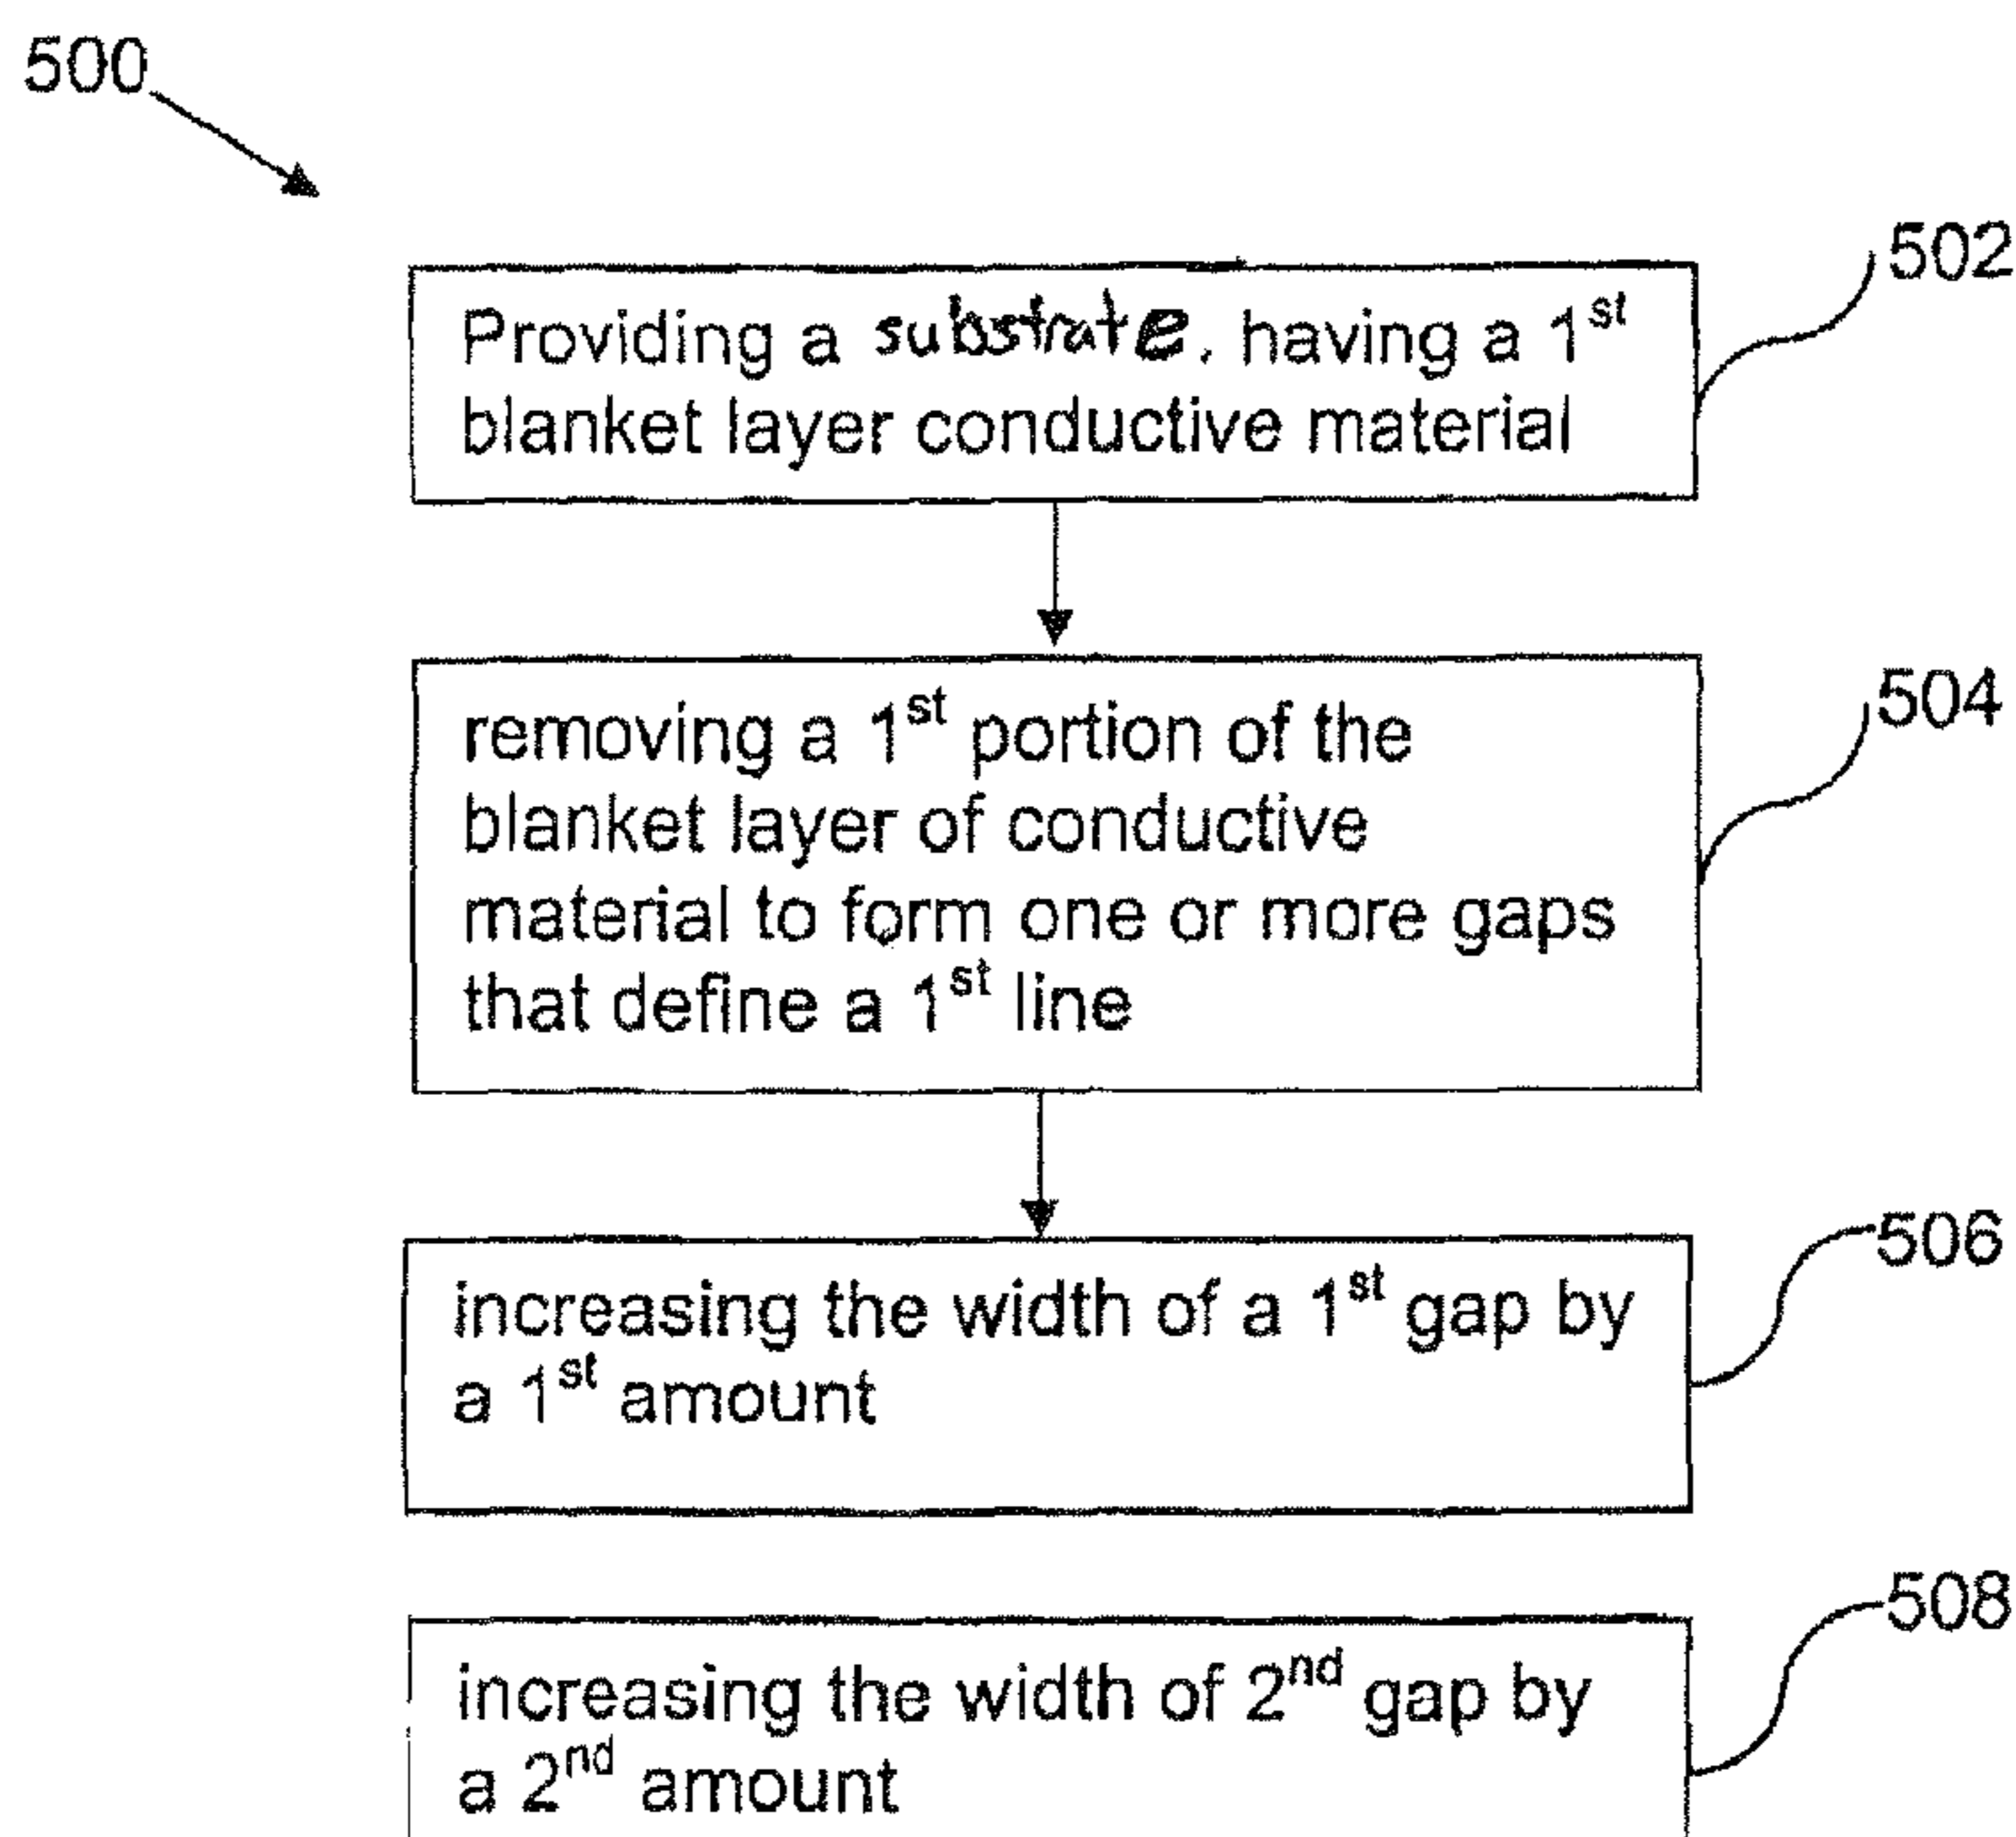 500
502
Providing a substrate. having a 1st
blanket layer conductive material
504
removing a 1st portion of the
blanket layer of conductive
material to form one or more gaps
that define a 1st line
506
increasing the width of a 1st gap by
a 1st amount
508
increasing the width of 2nd gap by
a 2nd amount